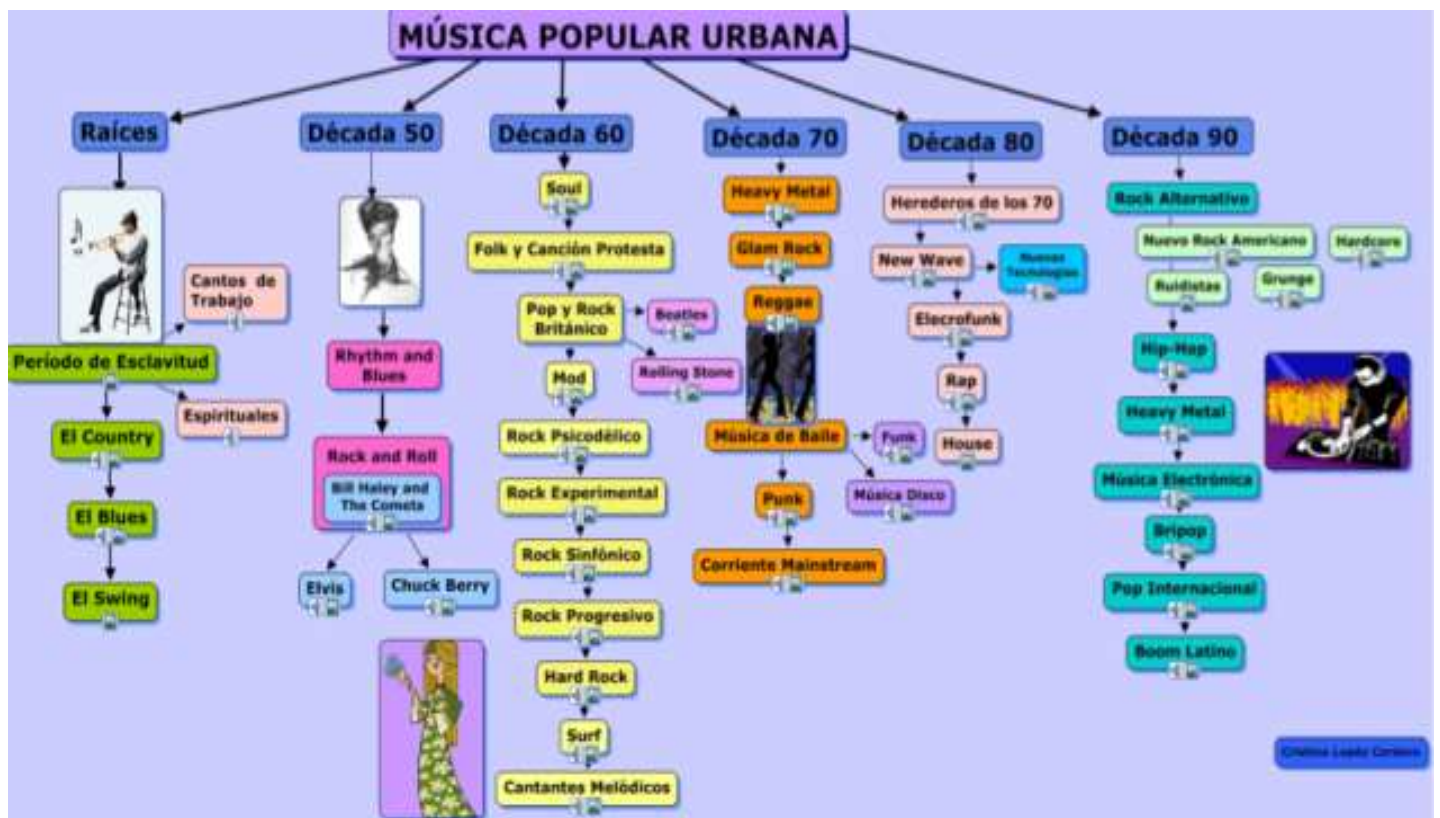 MÚSICA POPULAR URBANA
Raíces
Cantos de
Trabajo
Período de Esclavitud
Espirituales
El Country
El Blues
El Swing
Década 50
Rhythm and
Blues
Rock and Roll
Bill Haley and
The Comets
Elvis
Chuck Berry
Década 60
Soul
Folk y Canción Protesta
Pop y Rock
Británico
Beatles
Rolling Stone
Mod
Rock Psicodélico
Rock Experimental
Rock Sinfónico
Rock Progresivo
Hard Rock
Surf
Cantantes Melódicos
Década 70
Heavy Metal
Glam Rock
Reggae
Música de Baile
Funk
Música Disco
Punk
Corriente Mainstream
Década 80
Herederos de los 70
New Wave
Nuevas
Tecnologías
Elecrofunk
Rap
House
Década 90
Rock Alternativo
Nuevo Rock Americano
Hardcore
Ruidistas
Grunge
Hip-Hop
Heavy Metal
Música Electrónica
Bripop
Pop Internacional
Boom Latino